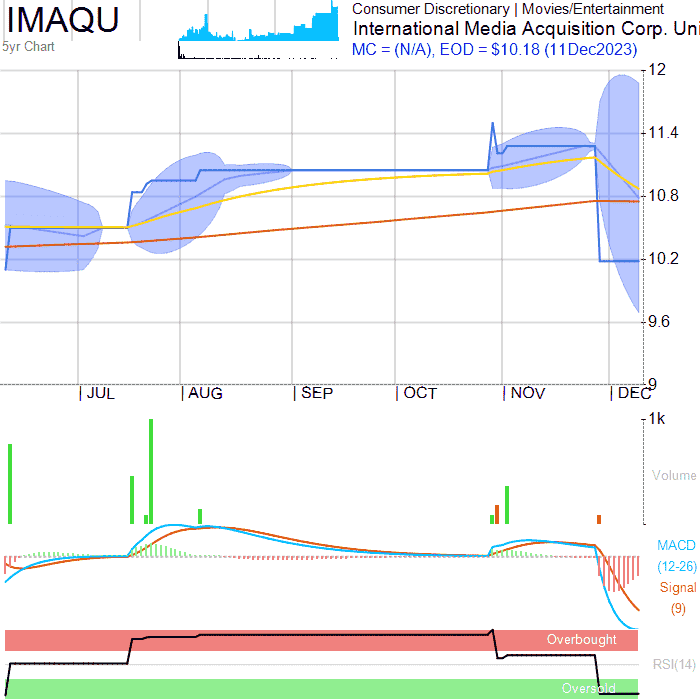 IMAQU
5yr Chart
Consumer Discretionary | Movies/Entertainment
International Media Acquisition Corp. Uni
MC = (N/A), EOD = $10.18 (11Dec2023)
12
11.4
10.8
10.2
9.6
9
| JUL | AUG | SEP | OCT | NOV | DEC
1k
Volume
MACD
(12-26)
Signal
(9)
Overbought
RSI(14)
Oversold